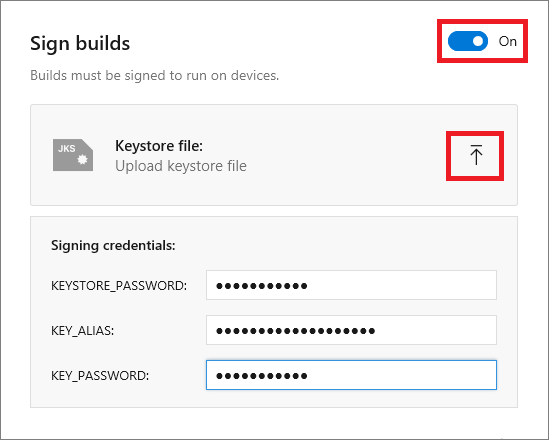 Sign builds
On
Builds must be signed to run on devices.
JKS
Keystore file:
Upload keystore file
Signing credentials:
KEYSTORE_PASSWORD: ●●●●●●●●●●●
KEY_ALIAS: ●●●●●●●●●●●●●●●●●●●
KEY_PASSWORD: ●●●●●●●●●●●